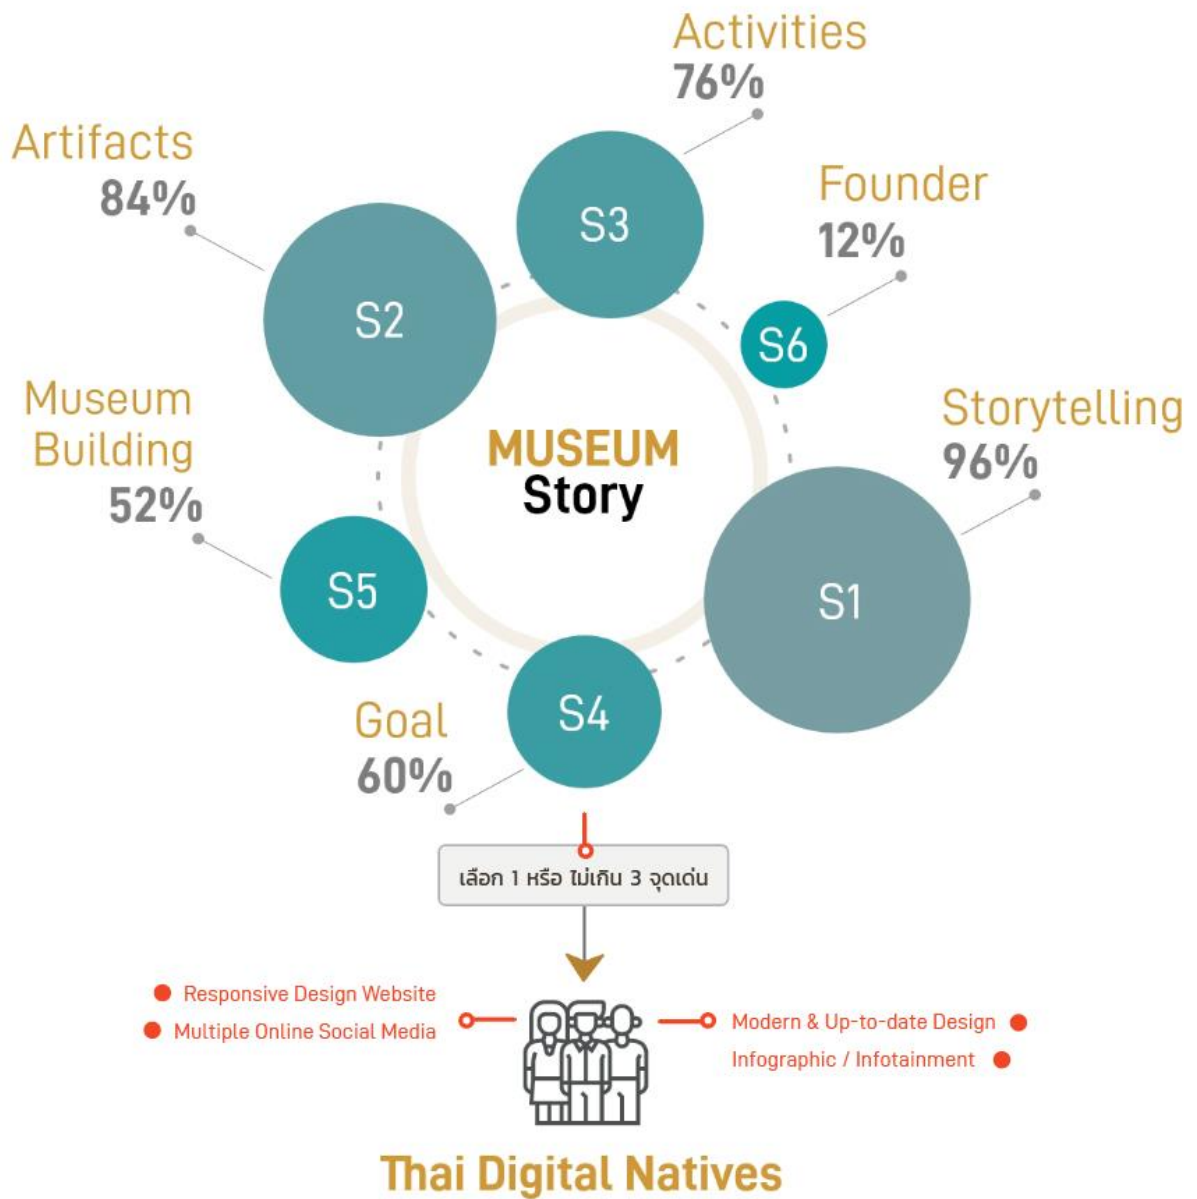 Activities
76%
Artifacts
84%
S3
Founder
12%
S2
S6
Museum
Building
52%
MUSEUM
Story
Storytelling
96%
S5
S1
Goal
60%
S4
เลือก 1 หรือ ไม่เกิน 3 จุดเด่น
Responsive Design Website
Multiple Online Social Media
Modern & Up-to-date Design
Infographic / Infotainment
Thai Digital Natives